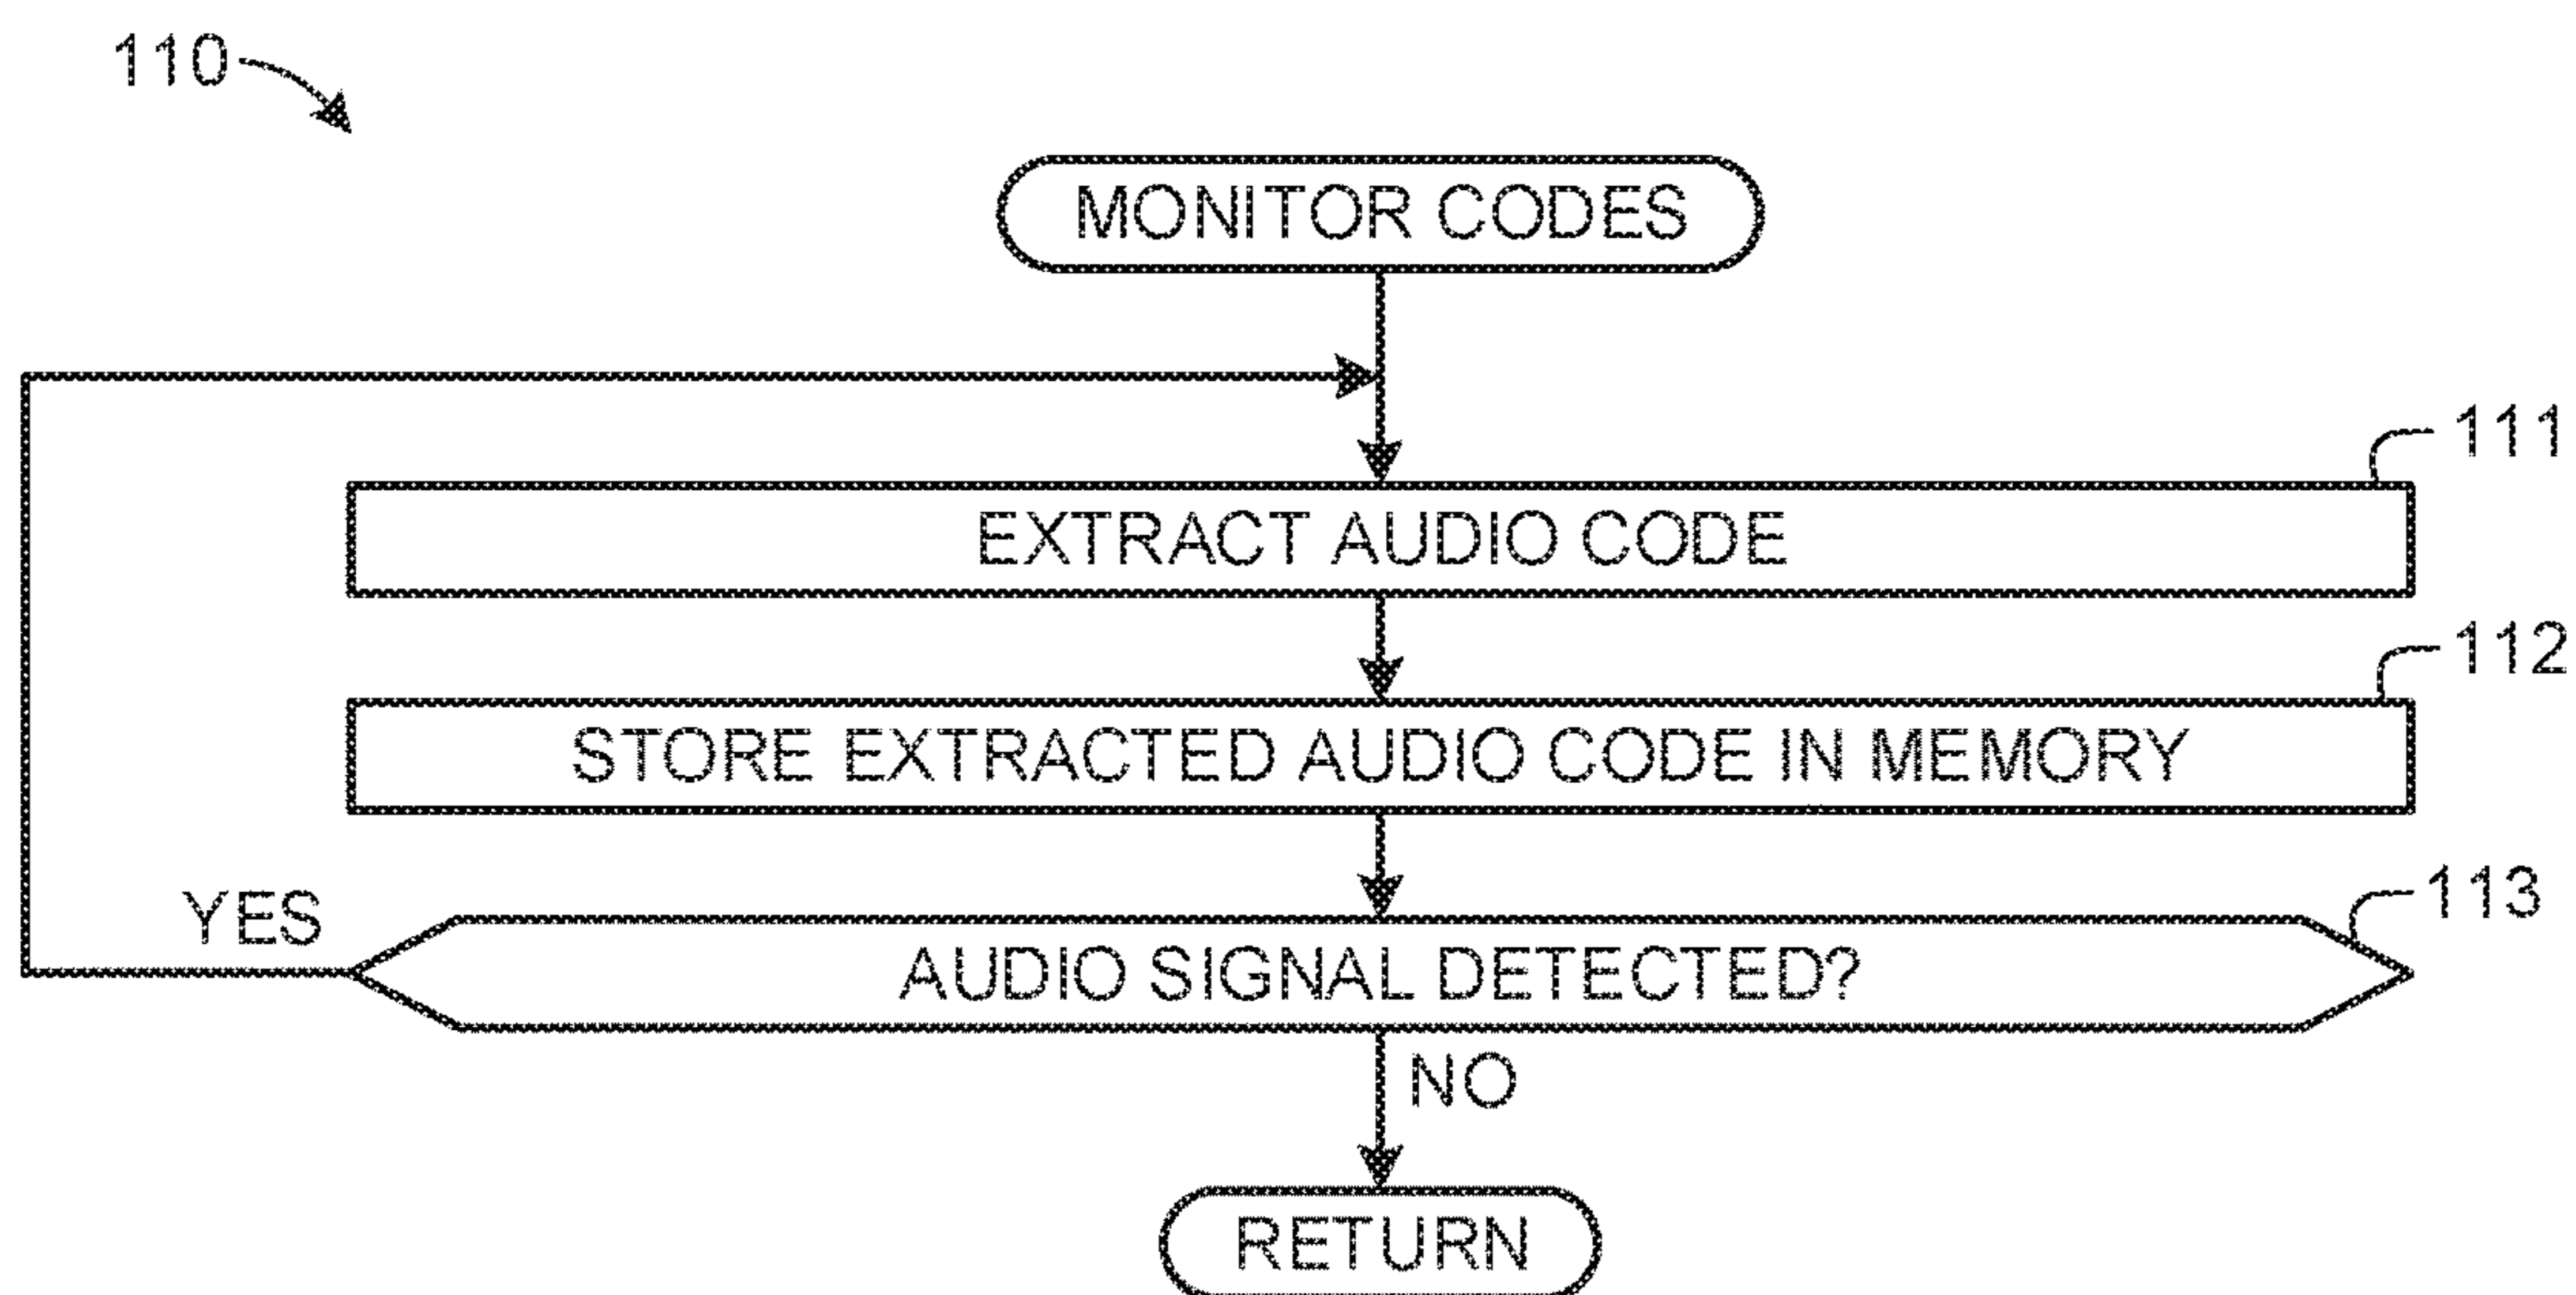 110
MONITOR CODES
111
EXTRACT AUDIO CODE
112
STORE EXTRACTED AUDIO CODE IN MEMORY
113
YES
AUDIO SIGNAL DETECTED?
NO
RETURN